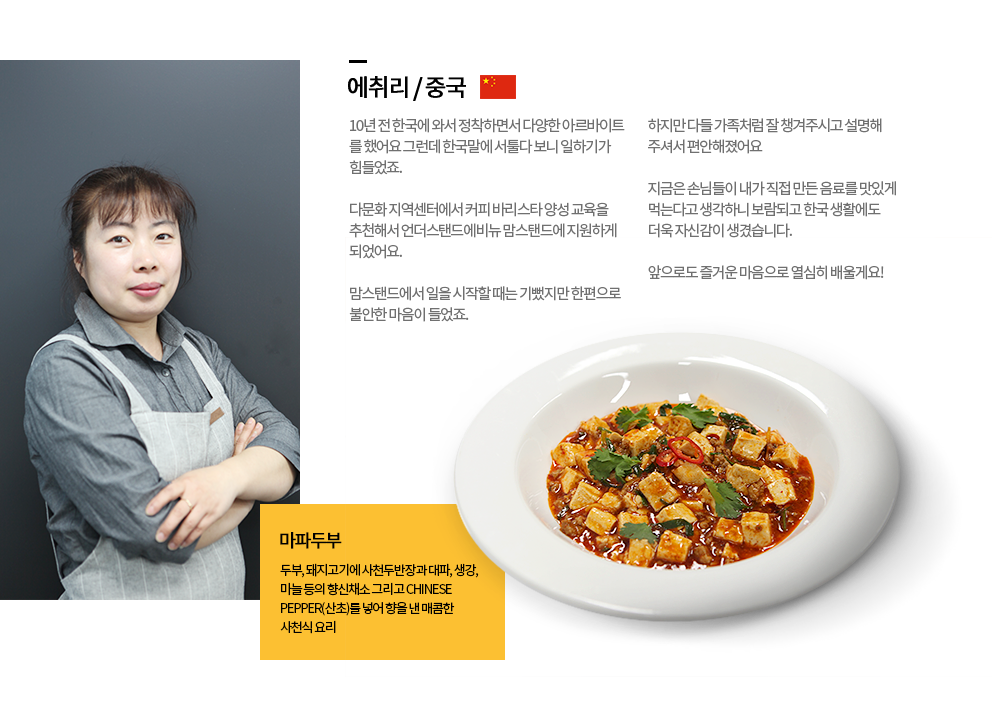 에취리 / 중국
10년 전 한국에 와서 정착하면서 다양한 아르바이트
를 했어요 그런데 한국말에 서툴다 보니 일하기가
힘들었죠.
다문화 지역센터에서 커피 바리스타 양성 교육을
추천해서 언더스탠드에비뉴 맘스탠드에 지원하게
되었어요.
맘스탠드에서 일을 시작할 때는 기뻤지만 한편으로
불안한 마음이 들었죠.
하지만 다들 가족처럼 잘 챙겨주시고 설명해
주셔서 편안해졌어요
지금은 손님들이 내가 직접 만든 음료를 맛있게
먹는다고 생각하니 보람되고 한국 생활에도
더욱 자신감이 생겼습니다.
앞으로도 즐거운 마음으로 열심히 배울게요!
마파두부
두부, 돼지고기에 사천두반장과 대파, 생강,
마늘 등의 향신채소 그리고 CHINESE
PEPPER(산초)를 넣어 향을 낸 매콤한
사천식 요리